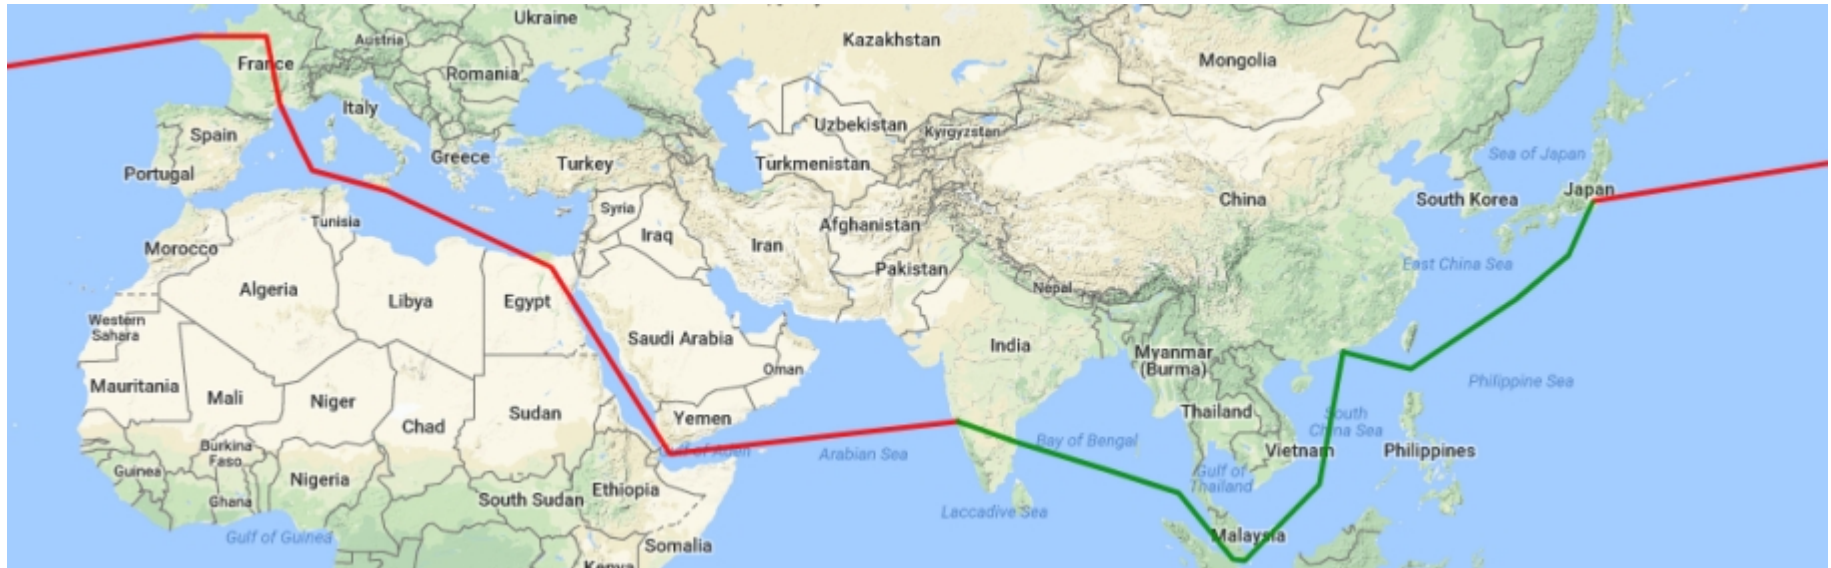 Ukraine
Austria
Kazakhstan
Mongolia
France
Romania
Italy
Spain
Uzbekistan
Kyrgyzstan
Greece
Turkey
Turkmenistan
Sea of Japan
Portugal
Japan
South Korea
China
Syria
Tunisia
Afghanistan
Iraq
Iran
Morocco
East China Sea
Pakistan
Nepal
Algeria
Libya
Egypt
Western
Sahara
Saudi Arabia
India
Myanmar
(Burma)
Oman
Philippine Sea
Mauritania
Mali
Niger
Sudan
Yemen
Thailand
South
China Sea
Chad
Burkina
Faso
Gulf of Aden
Arabian Sea
Bay of Bengal
Vietnam
Philippines
Guinea
Nigeria
Gulf of
Thailand
Ethiopia
South Sudan
Ghana
Laccadive Sea
Gulf of Guinea
Somalia
Malaysia
Kenya